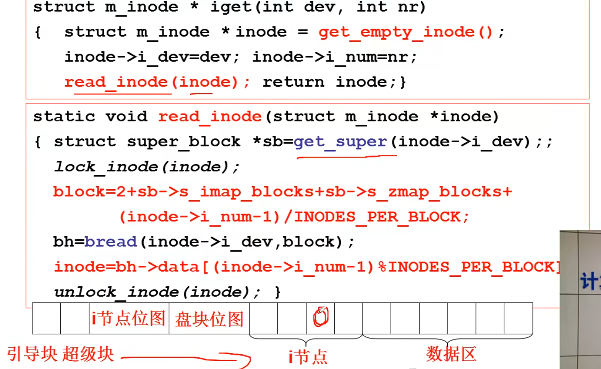 struct m_inode * iget(int dev, int nr)
{ struct m_inode * inode = get_empty_inode();
inode->i_dev=dev; inode->i_num=nr;
read_inode(inode); return inode;}
static void read_inode(struct m_inode *inode)
{ struct super_block *sb=get_super(inode->i_dev);;
lock_inode(inode);
block=2+sb->s_imap_blocks+sb->s_zmap_blocks+
(inode->i_num-1)/INODES_PER_BLOCK;
bh=bread(inode->i_dev,block);
inode=bh->data[(inode->i_num-1)%INODES_PER_BLOCK]
unlock_inode(inode); }
计
i节点位图 盘块位图
引导块 超级块 i节点 数据区